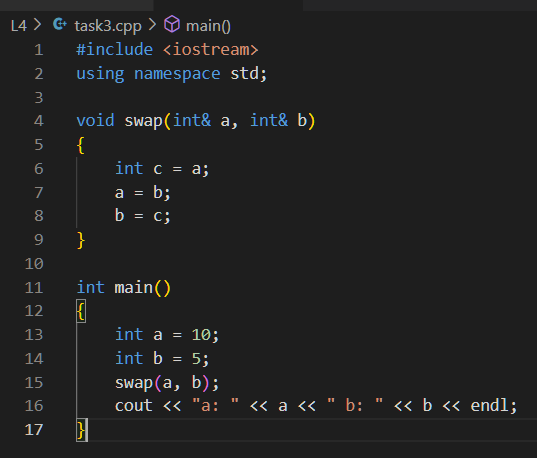 L4 > task3.cpp > main()
1 #include <iostream>
2 using namespace std;
3
4 void swap(int& a, int& b)
5 {
6     int c = a;
7     a = b;
8     b = c;
9 }
10
11 int main()
12 {
13     int a = 10;
14     int b = 5;
15     swap(a, b);
16     cout << "a: " << a << " b: " << b << endl;
17 }